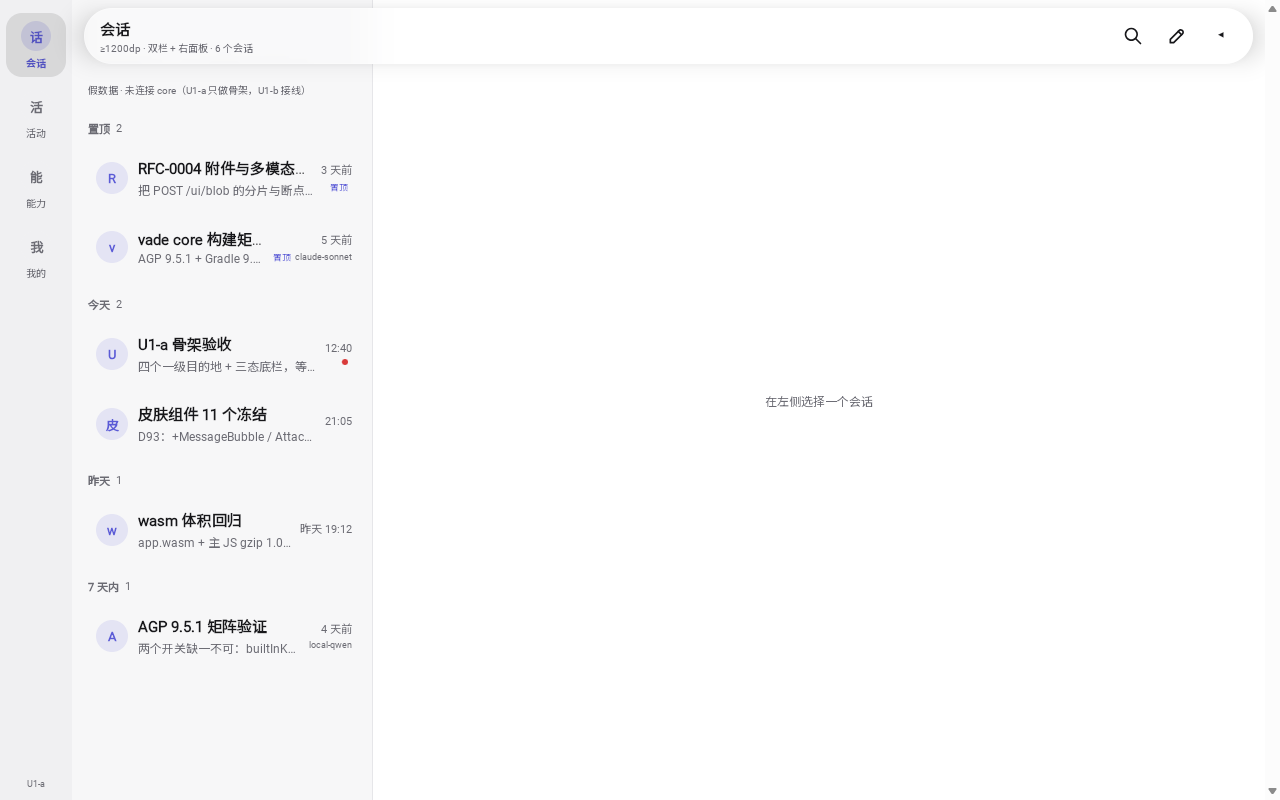 话
会话
活
活动
能
能力
我
我的
U1-a
会话
≥1200dp · 双栏 + 右面板 · 6 个会话
假数据 · 未连接 core（U1-a 只做骨架，U1-b 接线）
置顶 2
R
RFC-0004 附件与多模态…
3 天前
把 POST /ui/blob 的分片与断点…
置顶
v
vade core 构建矩…
5 天前
AGP 9.5.1 + Gradle 9.…
置顶 claude-sonnet
今天 2
U
U1-a 骨架验收
12:40
四个一级目的地 + 三态底栏，等…
皮
皮肤组件 11 个冻结
21:05
D93：+MessageBubble / Attac…
昨天 1
w
wasm 体积回归
昨天 19:12
app.wasm + 主 JS gzip 1.0…
7 天内 1
A
AGP 9.5.1 矩阵验证
4 天前
两个开关缺一不可：builtInK…
local-qwen
在左侧选择一个会话